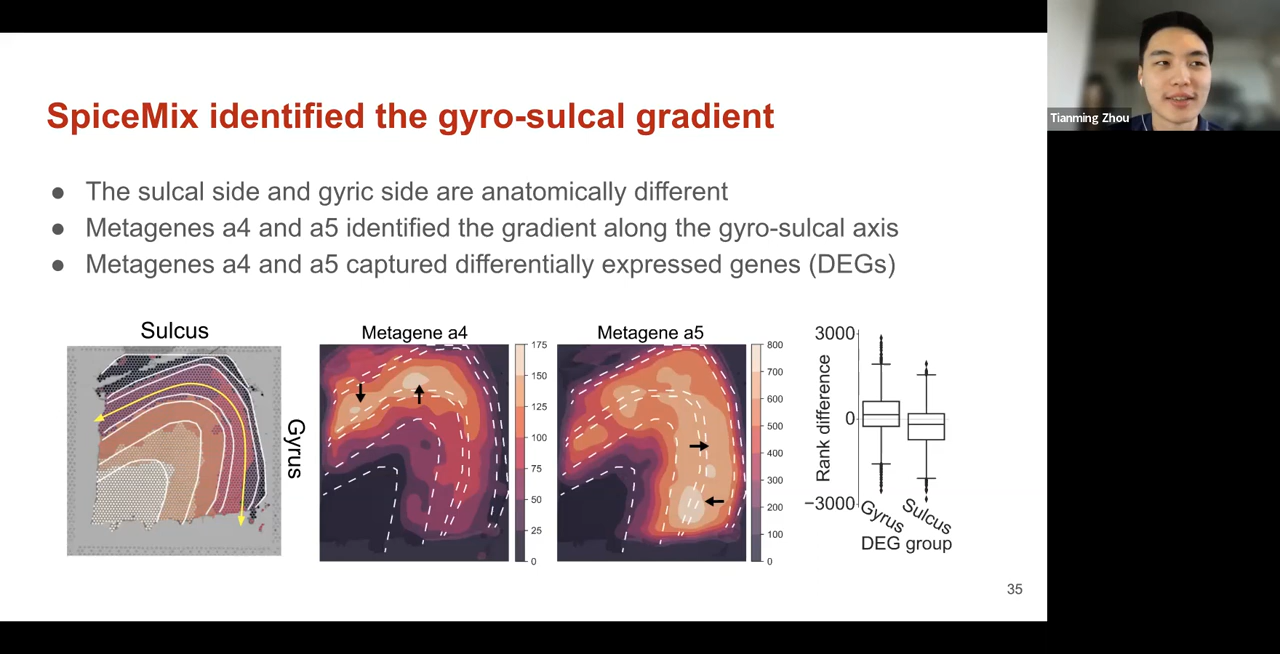 Tianming Zhou
SpiceMix identified the gyro-sulcal gradient
● The sulcal side and gyric side are anatomically different
● Metagenes a4 and a5 identified the gradient along the gyro-sulcal axis
● Metagenes a4 and a5 captured differentially expressed genes (DEGs)
Sulcus
Gyrus
Metagene a4
175
150
125
100
75
50
25
0
Metagene a5
800
700
600
500
400
300
200
100
0
Rank difference
3000
0
−3000
Gyrus
Sulcus
DEG group
35